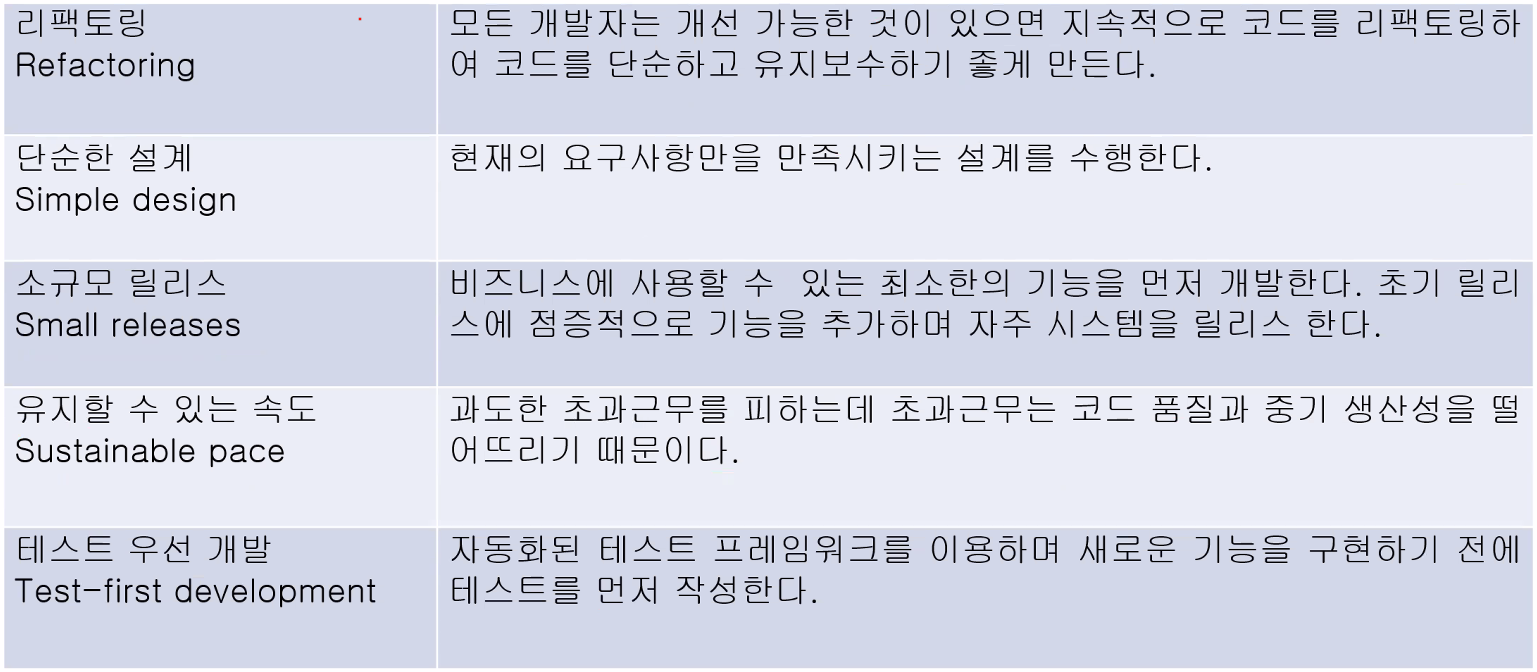 리팩토링
Refactoring
모든 개발자는 개선 가능한 것이 있으면 지속적으로 코드를 리팩토링하
여 코드를 단순하고 유지보수하기 좋게 만든다.
단순한 설계
Simple design
현재의 요구사항만을 만족시키는 설계를 수행한다.
소규모 릴리스
Small releases
비즈니스에 사용할 수 있는 최소한의 기능을 먼저 개발한다. 초기 릴리
스에 점증적으로 기능을 추가하며 자주 시스템을 릴리스 한다.
유지할 수 있는 속도
Sustainable pace
과도한 초과근무를 피하는데 초과근무는 코드 품질과 중기 생산성을 떨
어뜨리기 때문이다.
테스트 우선 개발
Test-first development
자동화된 테스트 프레임워크를 이용하며 새로운 기능을 구현하기 전에
테스트를 먼저 작성한다.